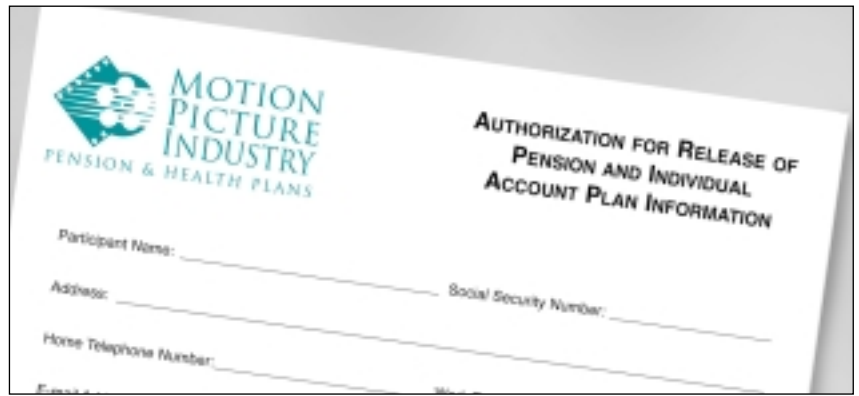 MOTION
PICTURE
INDUSTRY
PENSION & HEALTH PLANS
AUTHORIZATION FOR RELEASE OF
PENSION AND INDIVIDUAL
ACCOUNT PLAN INFORMATION
Participant Name: Social Security Number:
Address:
Home Telephone Number: